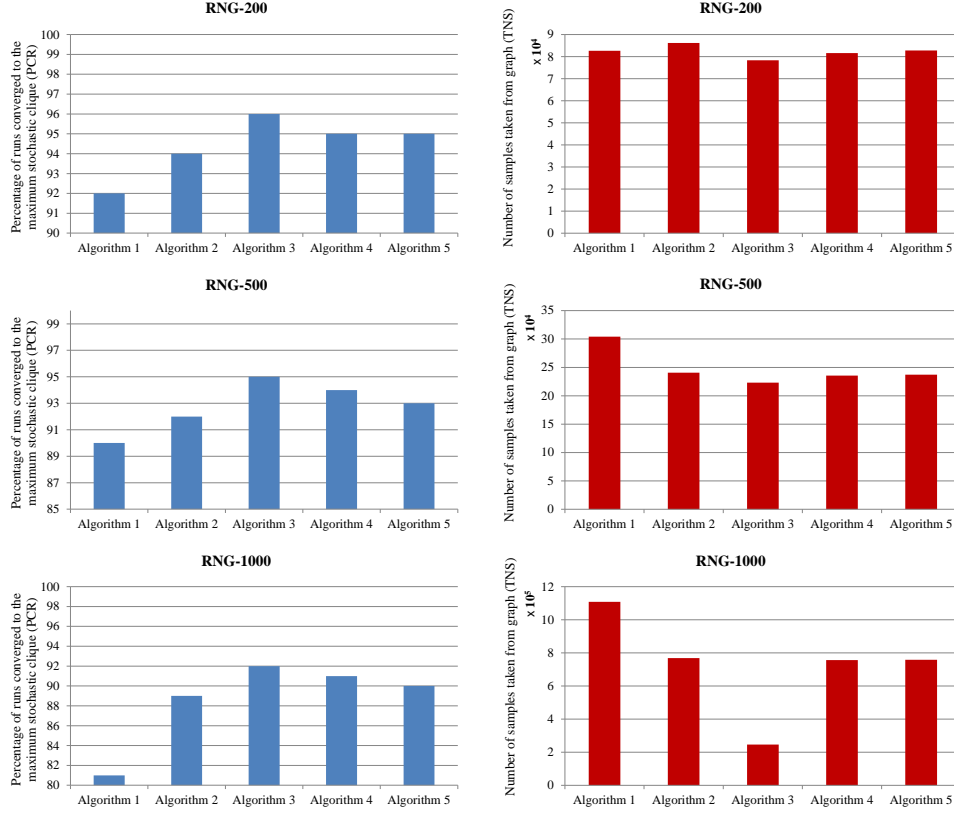 RNG-200
Percentage of runs converged to the
maximum stochastic clique (PCR)
100
99
98
97
96
95
94
93
92
91
90
Algorithm 1 Algorithm 2 Algorithm 3 Algorithm 4 Algorithm 5
RNG-200
Number of samples taken from graph (TNS)
x 10⁴
9
8
7
6
5
4
3
2
1
0
Algorithm 1 Algorithm 2 Algorithm 3 Algorithm 4 Algorithm 5
RNG-500
Percentage of runs converged to the
maximum stochastic clique (PCR)
99
97
95
93
91
89
87
85
Algorithm 1 Algorithm 2 Algorithm 3 Algorithm 4 Algorithm 5
RNG-500
Number of samples taken from graph (TNS)
x 10⁴
35
30
25
20
15
10
5
0
Algorithm 1 Algorithm 2 Algorithm 3 Algorithm 4 Algorithm 5
RNG-1000
Percentage of runs converged to the
maximum stochastic clique (PCR)
100
98
96
94
92
90
88
86
84
82
80
Algorithm 1 Algorithm 2 Algorithm 3 Algorithm 4 Algorithm 5
RNG-1000
Number of samples taken from graph (TNS)
x 10⁵
12
10
8
6
4
2
0
Algorithm 1 Algorithm 2 Algorithm 3 Algorithm 4 Algorithm 5